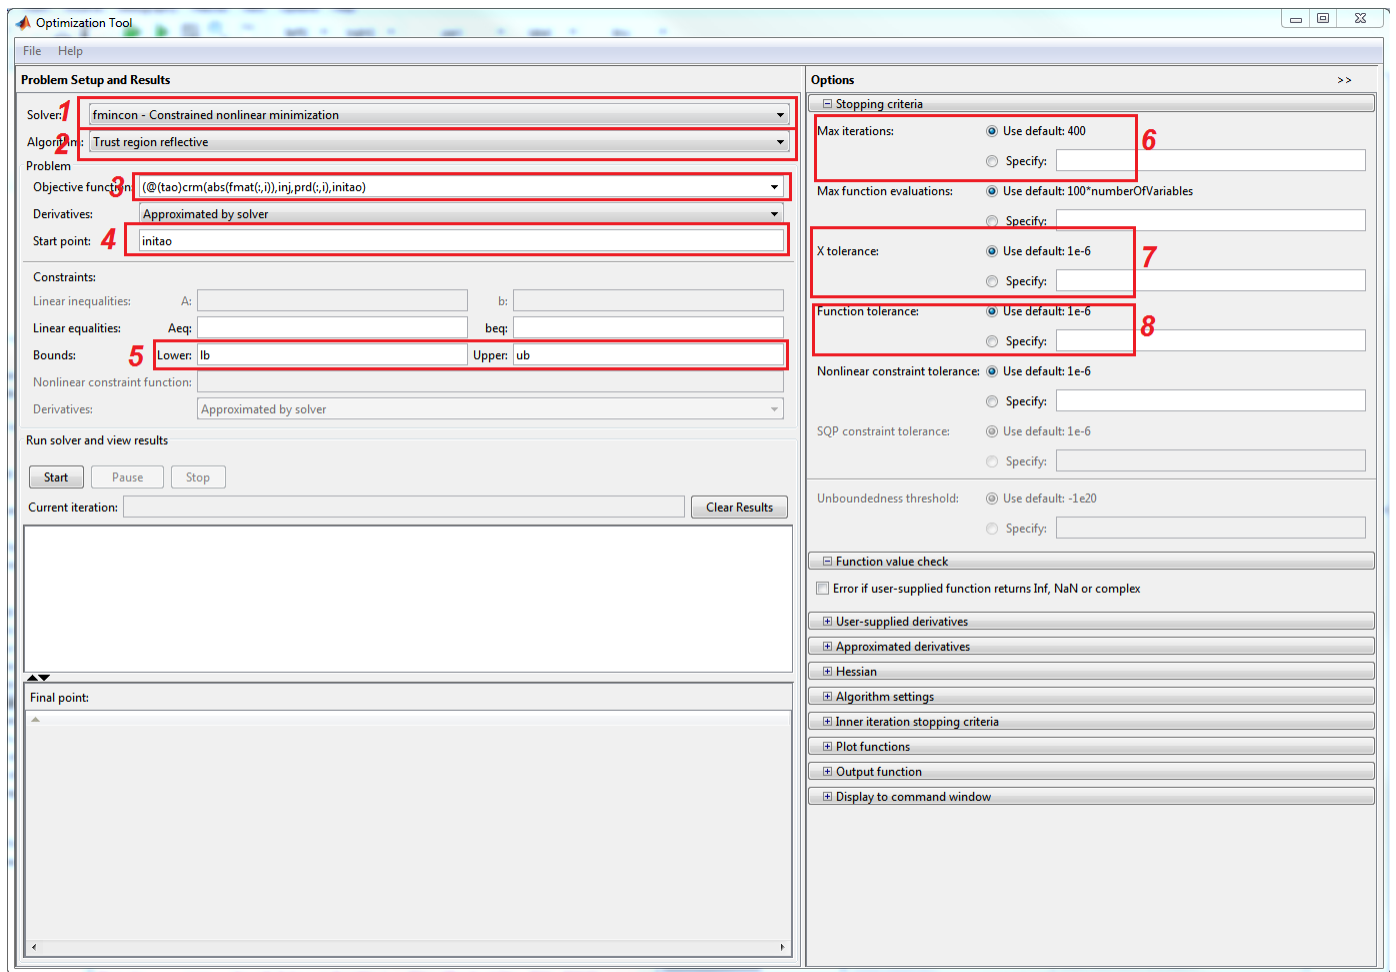 Optimization Tool
File Help
Problem Setup and Results
Solver: 1 fmincon - Constrained nonlinear minimization
Algorithm: 2 Trust region reflective
Problem
Objective function: 3 (@(tao)crm(abs(fmat(:,i)),inj,prd(:,i),initao)
Derivatives: Approximated by solver
Start point: 4 initao
Constraints:
Linear inequalities: A: b:
Linear equalities: Aeq: beq:
Bounds: 5 Lower: lb Upper: ub
Nonlinear constraint function:
Derivatives: Approximated by solver
Run solver and view results
Start Pause Stop
Current iteration: Clear Results
Final point:
Options >>
Stopping criteria
Max iterations: Use default: 400 6
Specify:
Max function evaluations: Use default: 100*numberOfVariables
Specify:
X tolerance: Use default: 1e-6 7
Specify:
Function tolerance: Use default: 1e-6 8
Specify:
Nonlinear constraint tolerance: Use default: 1e-6
Specify:
SQP constraint tolerance: Use default: 1e-6
Specify:
Unboundedness threshold: Use default: -1e20
Specify:
Function value check
Error if user-supplied function returns Inf, NaN or complex
User-supplied derivatives
Approximated derivatives
Hessian
Algorithm settings
Inner iteration stopping criteria
Plot functions
Output function
Display to command window